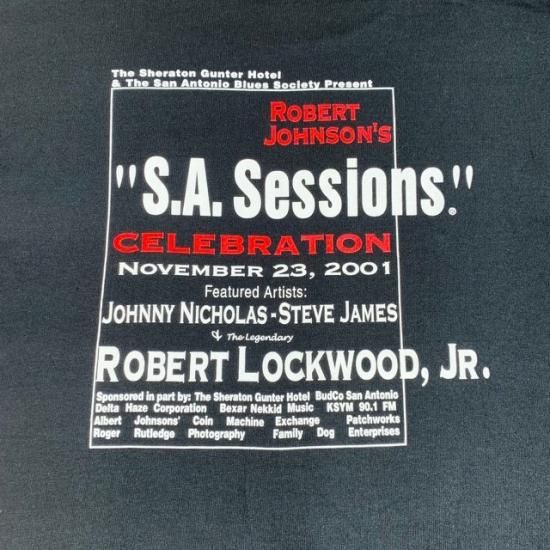 The Sheraton Gunter Hotel
& The San Antonio Blues Society Present
ROBERT
JOHNSON'S
"S.A. Sessions®"
CELEBRATION
NOVEMBER 23, 2001
Featured Artists:
JOHNNY NICHOLAS-STEVE JAMES
& The Legendary
ROBERT LOCKWOOD, JR.
Sponsored in part by: The Sheraton Gunter Hotel BudCo San Antonio
Delta Haze Corporation Bexar Nekkid Music KSYM 90.1 FM
Albert Johnsons' Coin Machine Exchange Patchworks
Roger Rutledge Photography Family Dog Enterprises